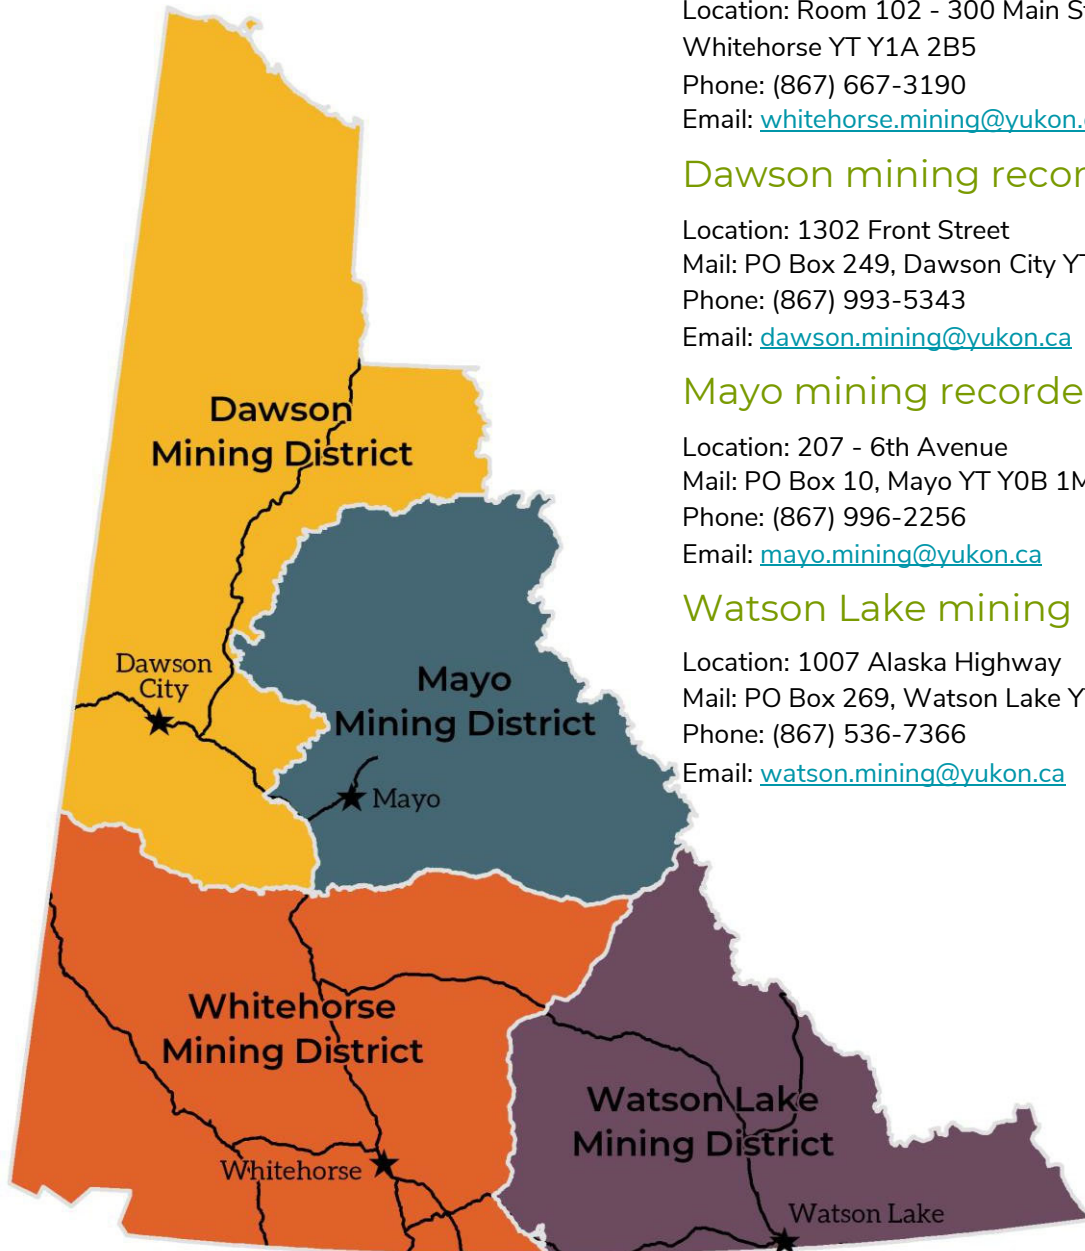 Location: Room 102 - 300 Main
Whitehorse YT Y1A 2B5
Phone: (867) 667-3190
Email: whitehorse.mining@yukon.
Dawson mining
Location: 1302 Front Street
Mail: PO Box 249, Dawson City YT
Phone: (867) 993-5343
Email: dawson.mining@yukon.ca
Mayo mining
Location: 207 - 6th Avenue
Mail: PO Box 10, Mayo YT Y0B
Phone: (867) 996-2256
Email: mayo.mining@yukon.ca
Watson Lake mining
Location: 1007 Alaska Highway
Mail: PO Box 269, Watson Lake
Phone: (867) 536-7366
Email: watson.mining@yukon.ca
Dawson
Mining District
Dawson
City
Mayo
Mining District
Mayo
Whitehorse
Mining District
Whitehorse
Watson Lake
Mining District
Watson Lake